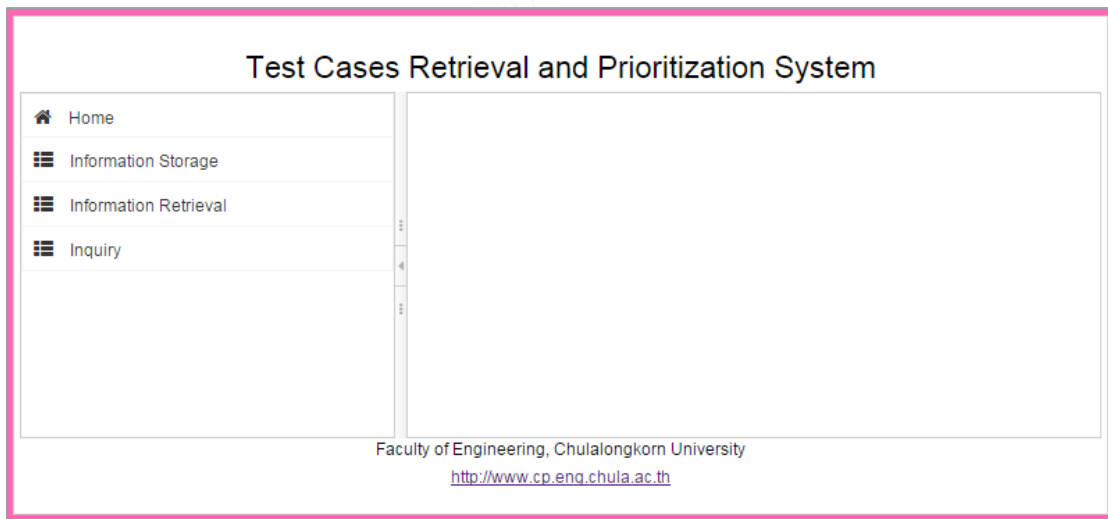 Test Cases Retrieval and Prioritization System
Home
Information Storage
Information Retrieval
Inquiry
Faculty of Engineering, Chulalongkorn University
http://www.cp.eng.chula.ac.th